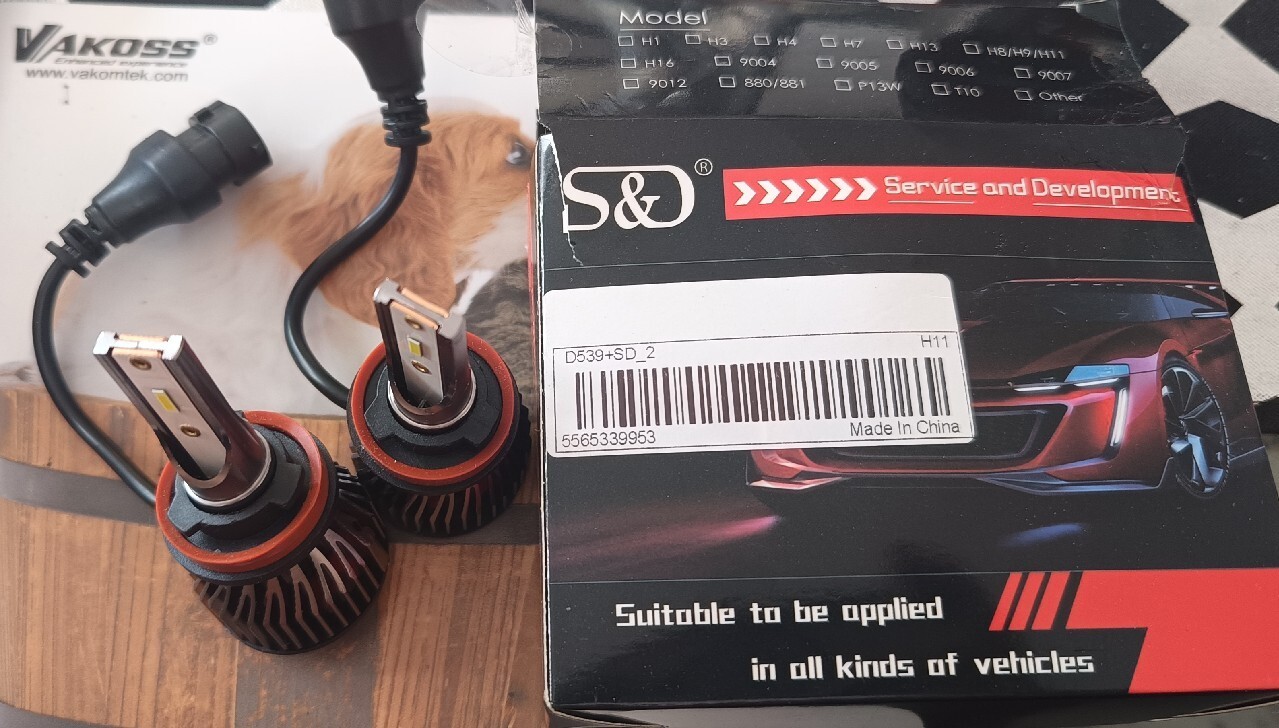 VAKOSS®
Enhanced experience
www.vakomtek.com
Model
H1 H3 H4 H7 H13 H8/H9/H11
H16 9004 9005 9006 9007
9012 880/881 P13W T10 Other
S&D®
Service and Development
D539+SD_2 H11
5565339953 Made In China
Suitable to be applied
in all kinds of vehicles